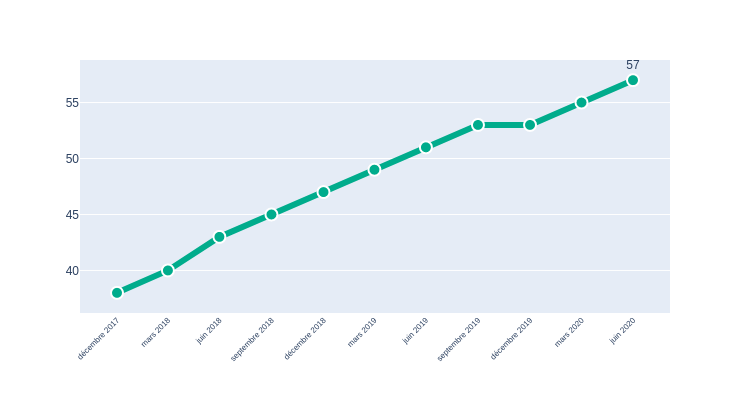 57
55
50
45
40
décembre 2017
mars 2018
juin 2018
septembre 2018
décembre 2018
mars 2019
juin 2019
septembre 2019
décembre 2019
mars 2020
juin 2020